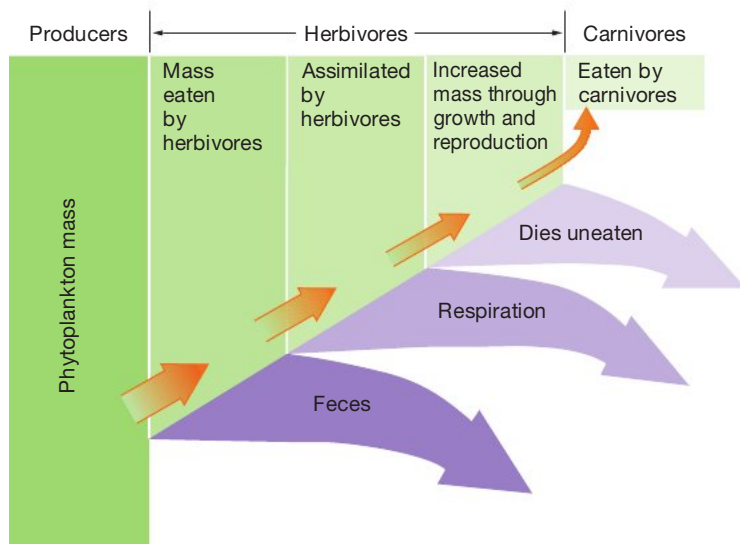 Producers
Herbivores
Carnivores
Mass
eaten
by
herbivores
Assimilated
by
herbivores
Increased
mass through
growth and
reproduction
Eaten by
carnivores
Phytoplankton mass
Dies uneaten
Respiration
Feces